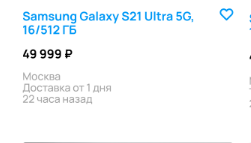 Samsung Galaxy S21 Ultra 5G,
16/512 ГБ
49 999 ₽
Москва
Доставка от 1 дня
22 часа назад